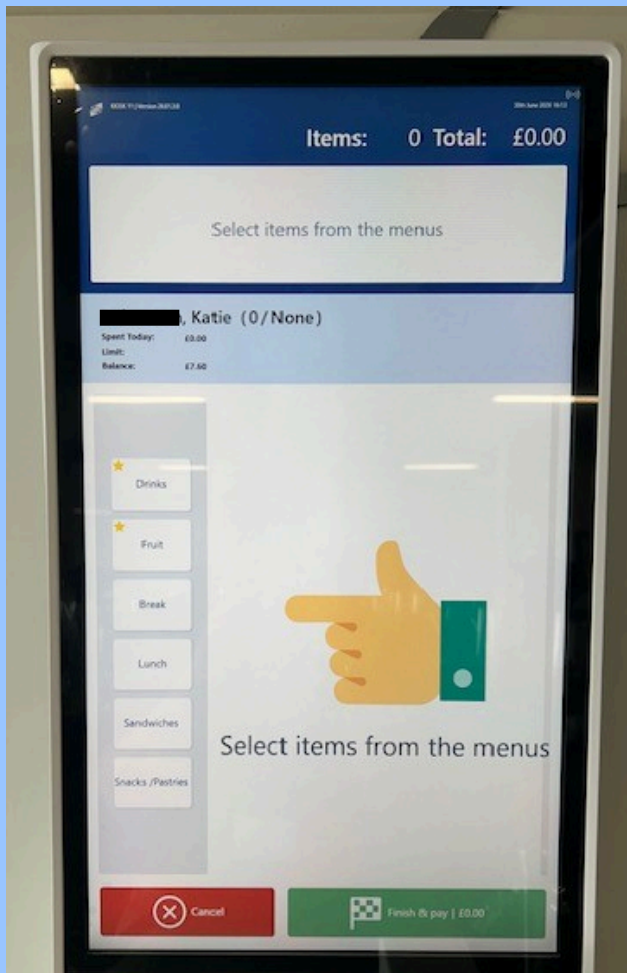 Items: 0 Total: £0.00
Select items from the menus
, Katie (0/None)
Spent Today: £0.00
Limit:
Balance: £7.60
Drinks
Fruit
Break
Lunch
Sandwiches
Snacks /Pastries
Select items from the menus
Cancel
Finish & pay | £0.00